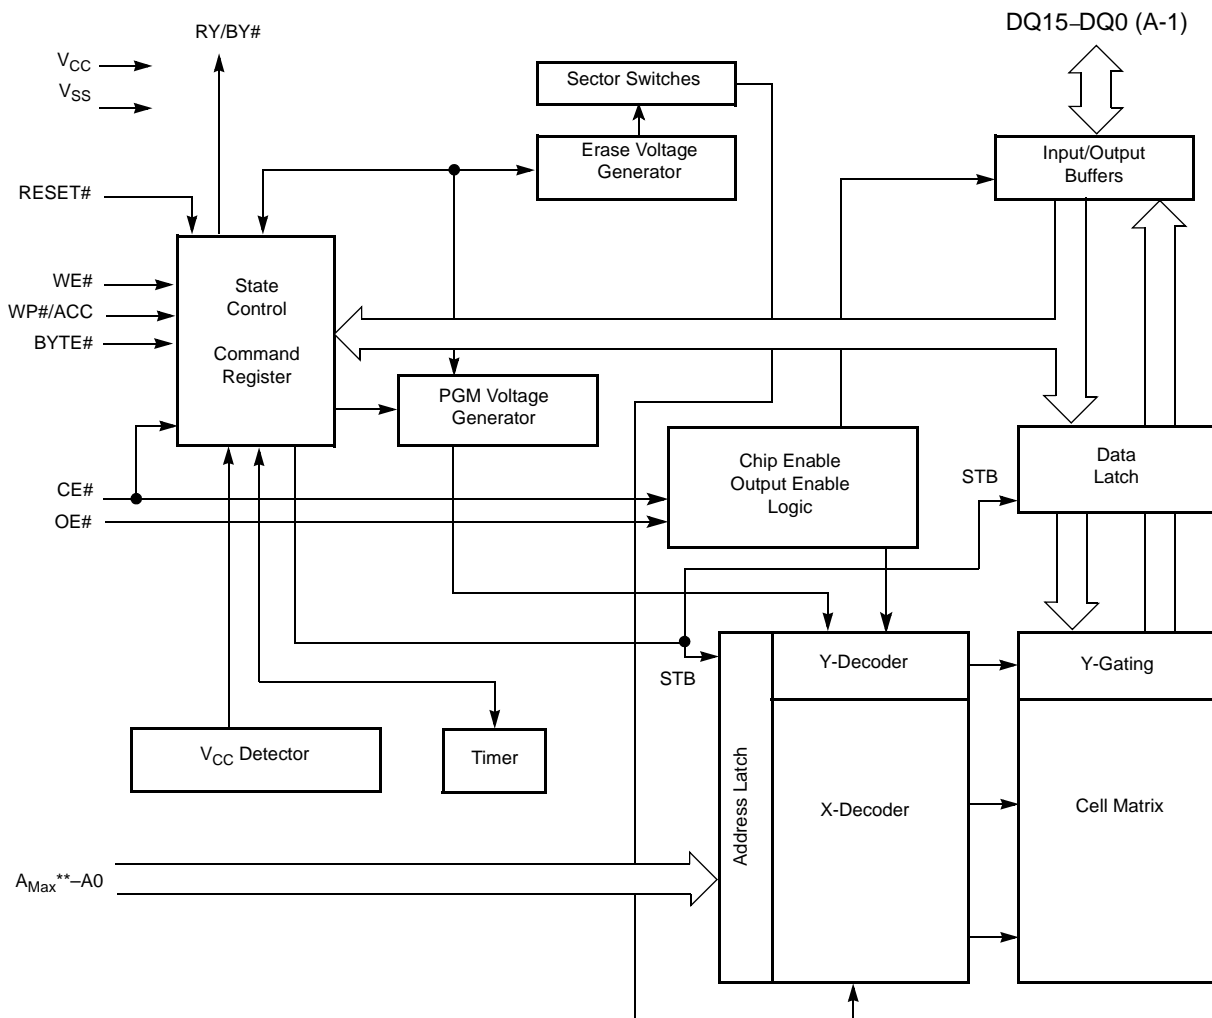 DQ15–DQ0 (A-1)
RY/BY#
VCC
VSS
Sector Switches
Erase Voltage
Generator
Input/Output
Buffers
RESET#
WE#
WP#/ACC
BYTE#
State
Control
Command
Register
PGM Voltage
Generator
CE#
OE#
Chip Enable
Output Enable
Logic
STB
Data
Latch
STB
Y-Decoder
Y-Gating
VCC Detector
Timer
Address Latch
X-Decoder
Cell Matrix
AMax**–A0